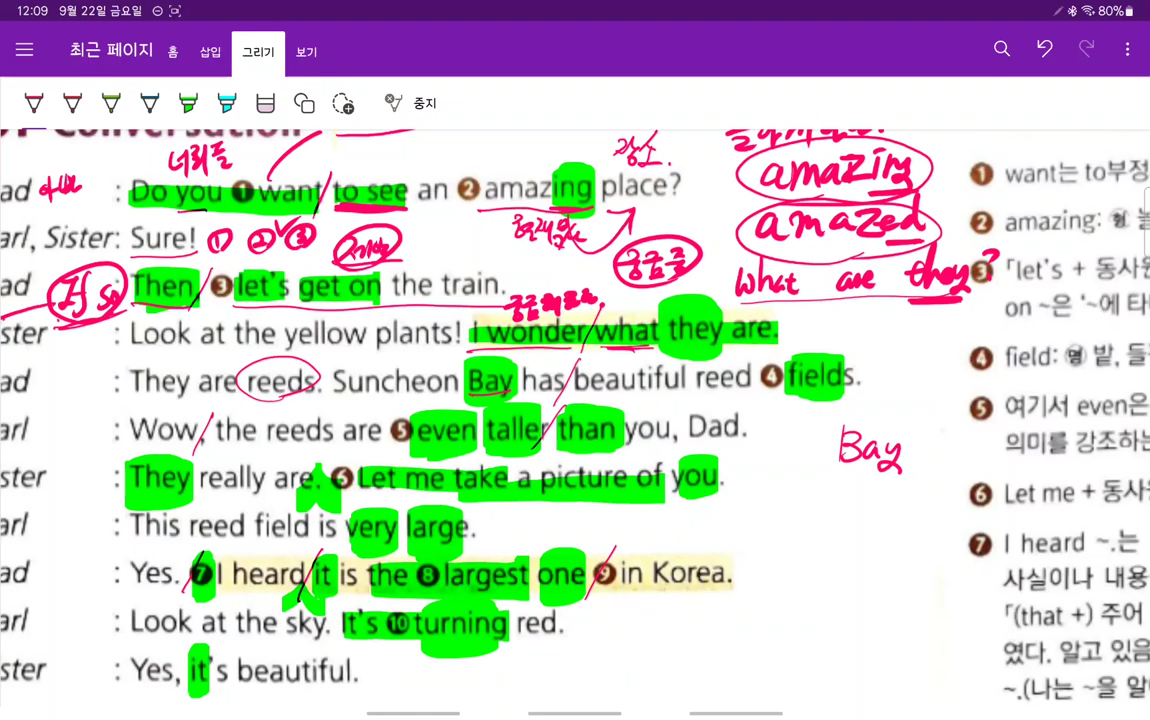 12:09 9월 22일 금요일 80%
최근 페이지 홈 삽입 그리기 보기
중지
Conversation
너희들
장소.
amazing
amazed
what are they?
ad 아빠 : Do you ❶ want to see an ❷ amazing place?
arl, Sister : Sure! ① ② ③
궁금중
ad : Then, ❸ let's get on the train.
ster : Look at the yellow plants! I wonder what they are.
ad : They are reeds. Suncheon Bay has beautiful reed ❹ fields.
arl : Wow, the reeds are ❺ even taller than you, Dad.
Bay
ster : They really are. ❻ Let me take a picture of you.
arl : This reed field is very large.
ad : Yes. ❼ I heard it is the ❽ largest one ❾ in Korea.
arl : Look at the sky. It's ❿ turning red.
ster : Yes, it's beautiful.
❶ want는 to부정
❷ amazing: 형 놀
❸ 「let's + 동사원
on ~은 '~에 타
❹ field: 명 밭, 들
❺ 여기서 even은
의미를 강조하는
❻ Let me + 동사
❼ I heard ~.는
사실이나 내용
「(that +) 주어
였다. 알고 있음
~.(나는 ~을 알